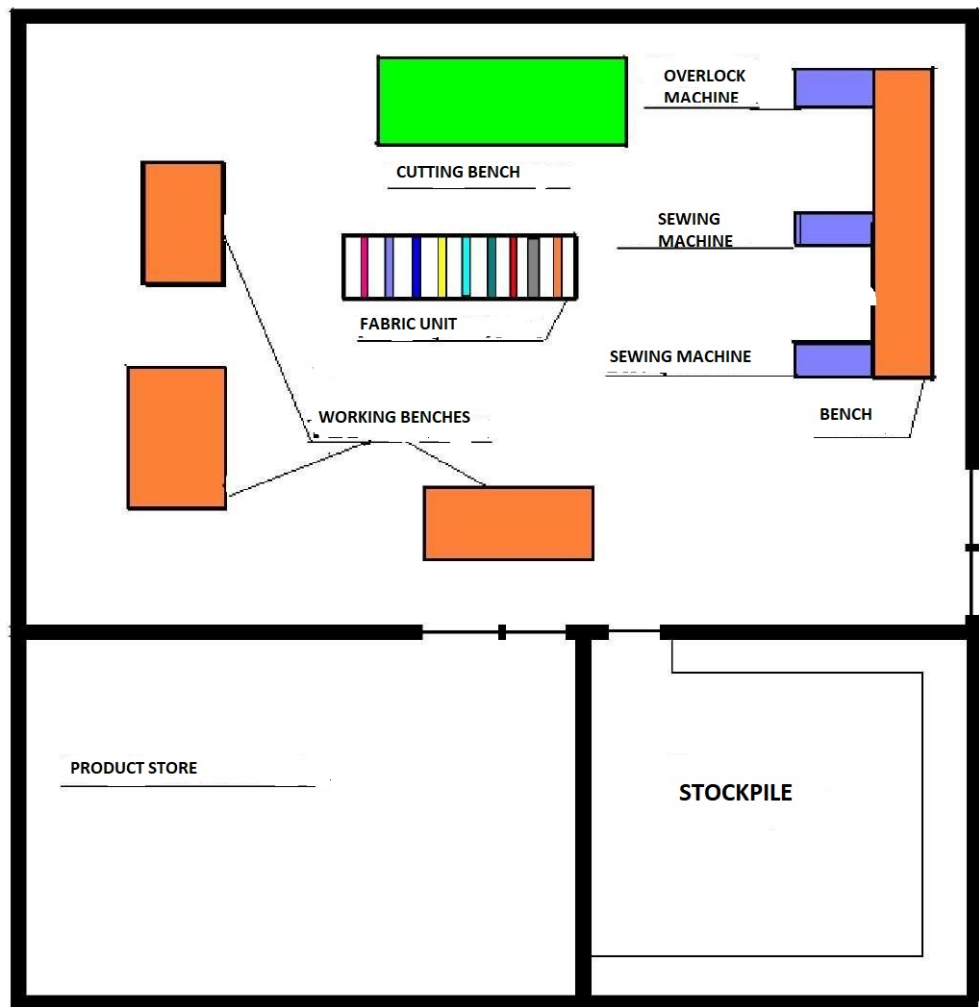 OVERLOCK
MACHINE
CUTTING BENCH
SEWING
MACHINE
FABRIC UNIT
SEWING MACHINE
WORKING BENCHES
BENCH
PRODUCT STORE
STOCKPILE